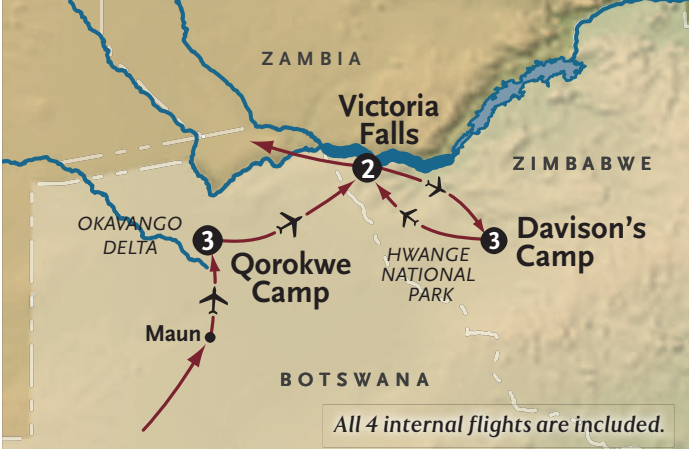 ZAMBIA
Victoria
Falls
2
ZIMBABWE
OKAVANGO
DELTA
3
Qorokwe
Camp
3
Davison's
Camp
HWANGE
NATIONAL
PARK
Maun
BOTSWANA
All 4 internal flights are included.